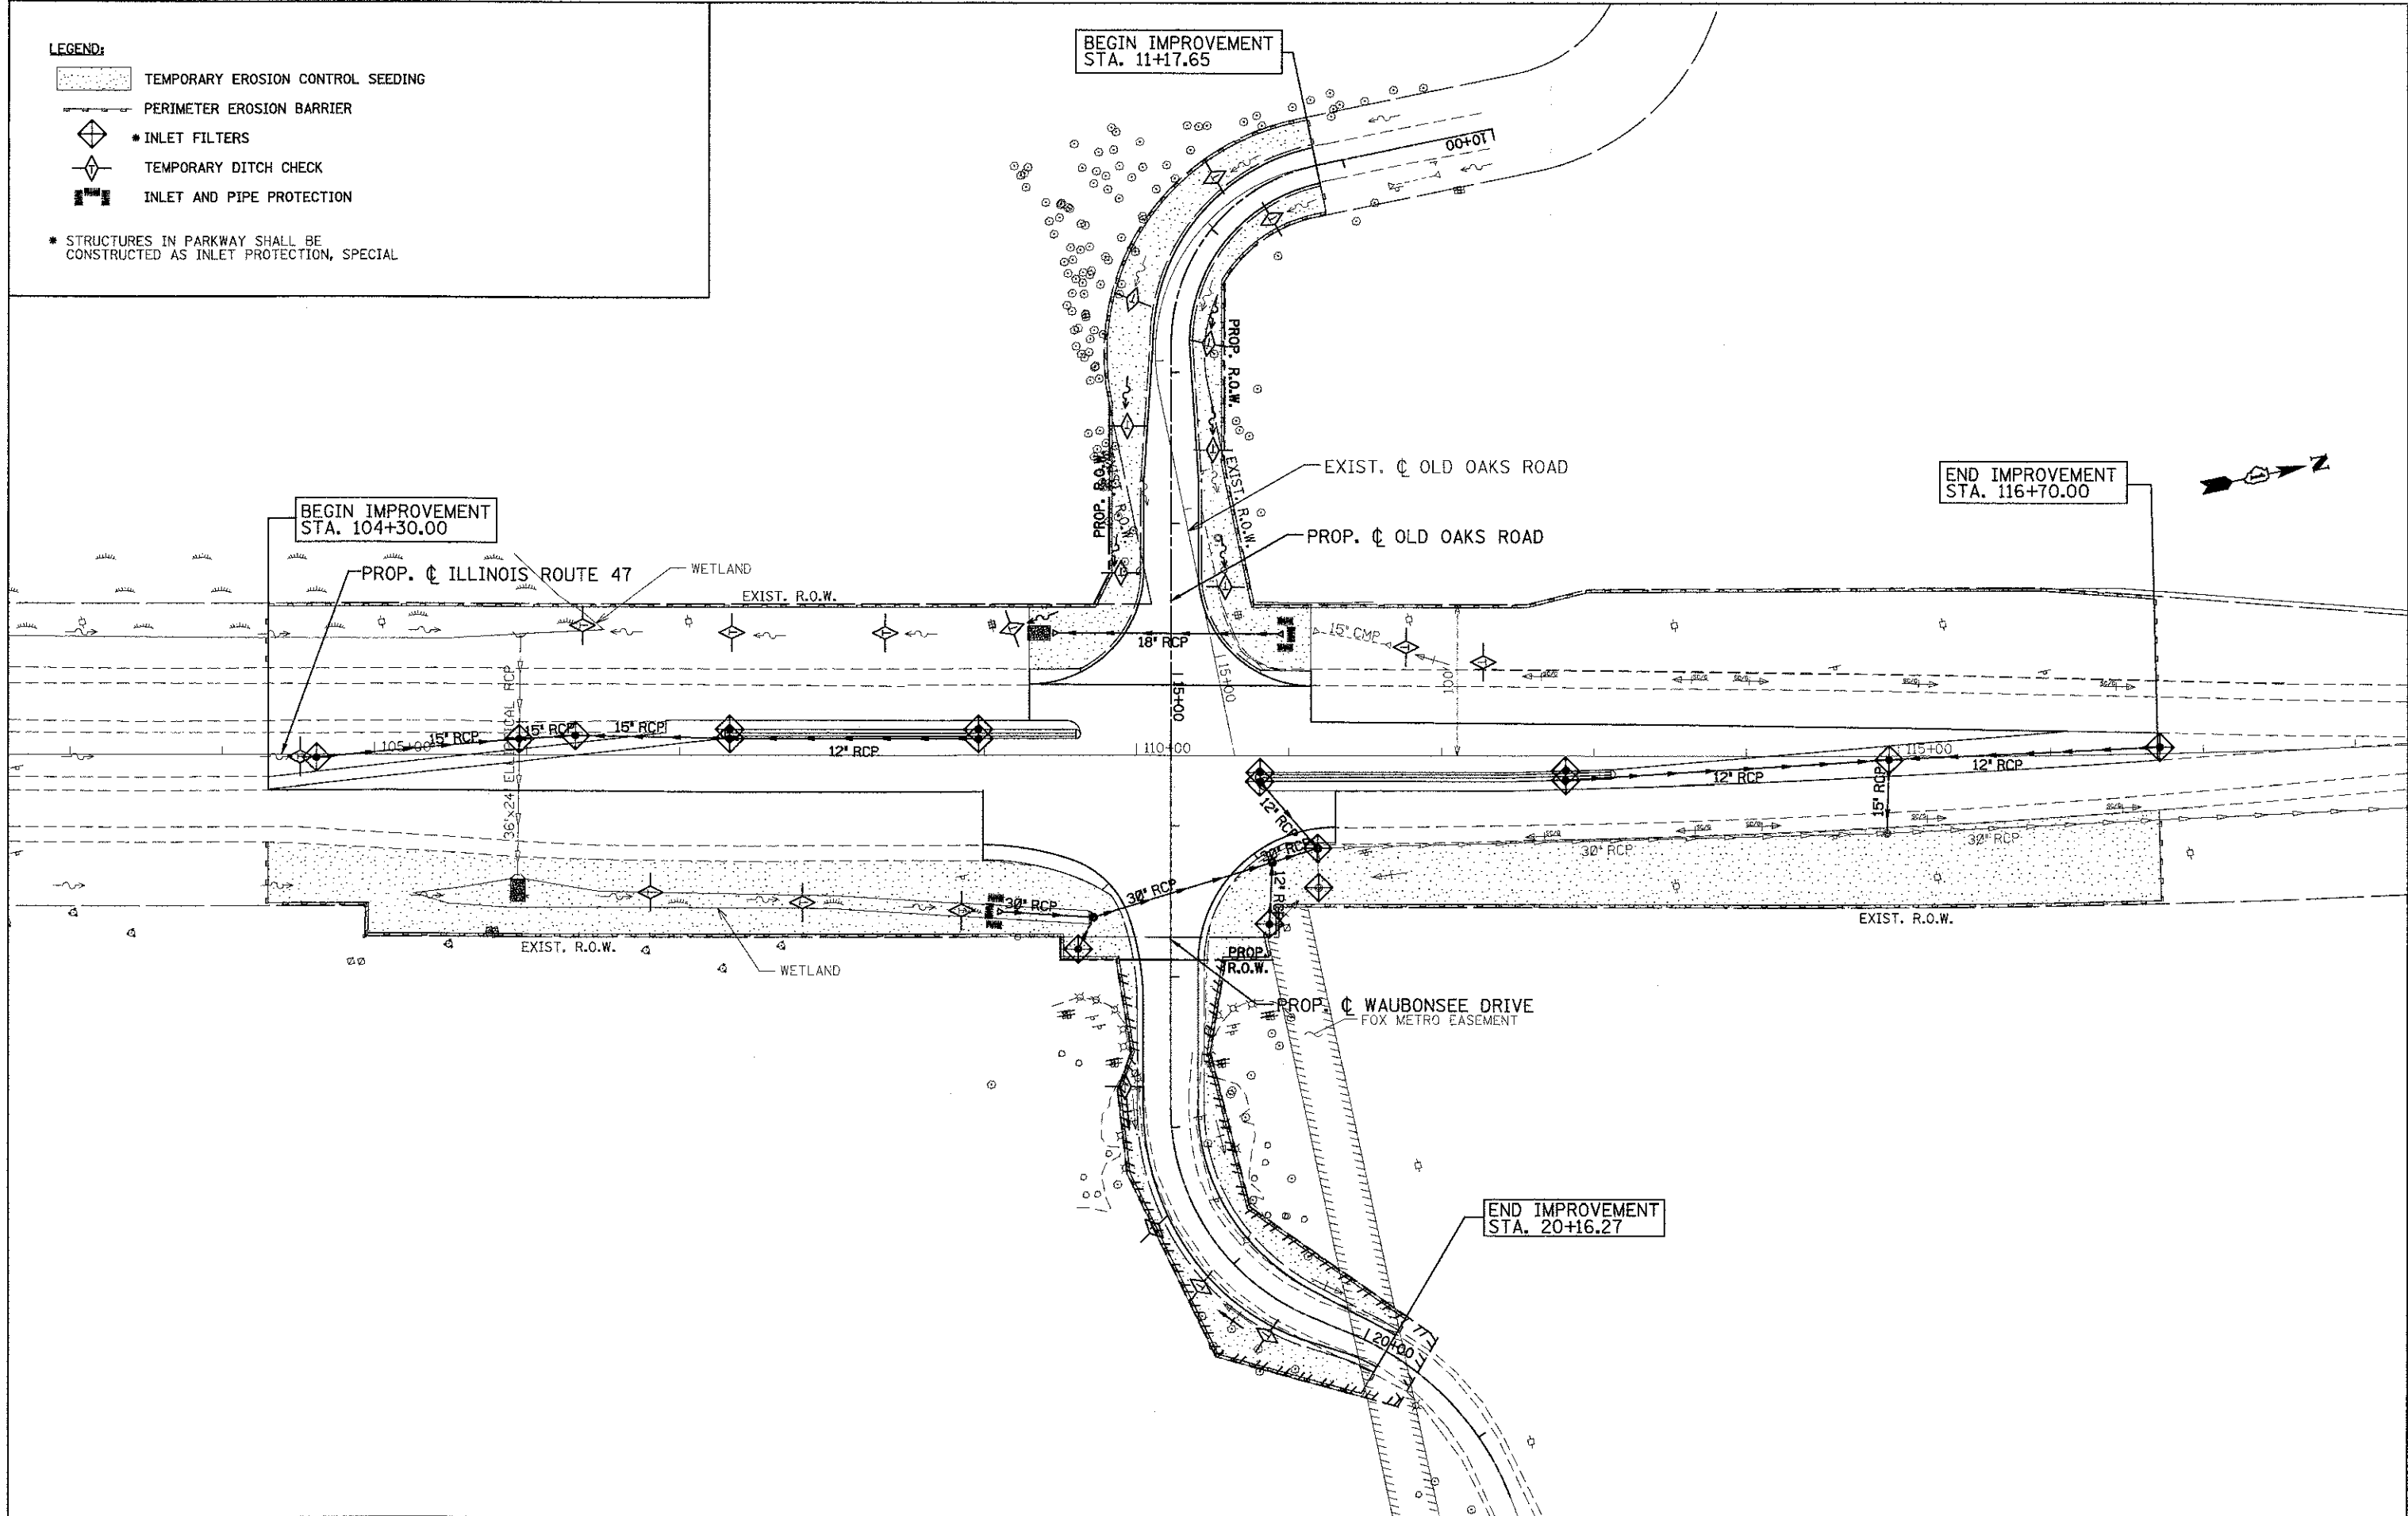 LEGEND:
TEMPORARY EROSION CONTROL SEEDING
PERIMETER EROSION BARRIER
* INLET FILTERS
TEMPORARY DITCH CHECK
INLET AND PIPE PROTECTION
* STRUCTURES IN PARKWAY SHALL BE
CONSTRUCTED AS INLET PROTECTION, SPECIAL
BEGIN IMPROVEMENT
STA. 11+17.65
10+00
PROP. R.O.W.
EXIST. R.O.W.
PROP. R.O.W.
R.O.W.
EXIST. ℄ OLD OAKS ROAD
PROP. ℄ OLD OAKS ROAD
END IMPROVEMENT
STA. 116+70.00
N
BEGIN IMPROVEMENT
STA. 104+30.00
PROP. ℄ ILLINOIS ROUTE 47
WETLAND
EXIST. R.O.W.
18" RCP
15" CMP
100'
15+00
15+00
105+00
15" RCP
15" RCP
15" RCP
12" RCP
110+00
115+00
12" RCP
12" RCP
15" RCP
12" RCP
30" RCP
30" RCP
30" RCP
12" RCP
30" RCP
30" RCP
EXIST. R.O.W.
EXIST. R.O.W.
WETLAND
PROP.
R.O.W.
PROP. ℄ WAUBONSEE DRIVE
FOX METRO EASEMENT
END IMPROVEMENT
STA. 20+16.27
20+00